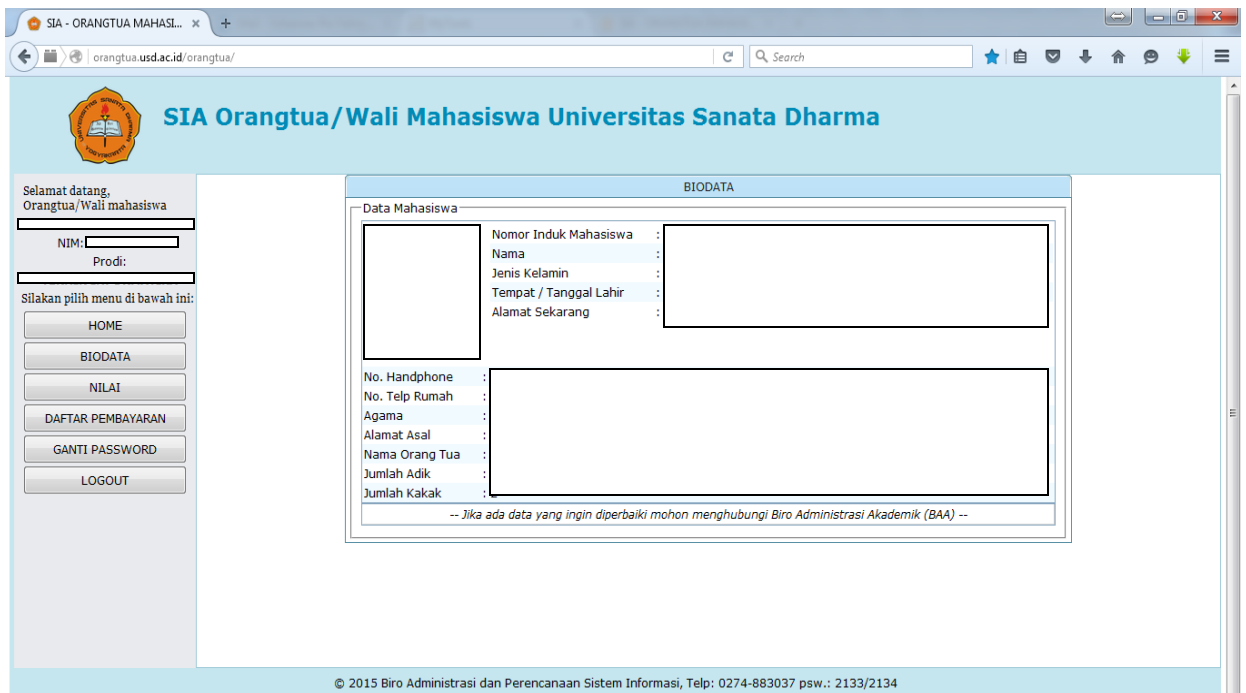 SIA - ORANGTUA MAHASI...
orangtua.usd.ac.id/orangtua/
Search
SIA Orangtua/Wali Mahasiswa Universitas Sanata Dharma
Selamat datang,
Orangtua/Wali mahasiswa
NIM:
Prodi:
Silakan pilih menu di bawah ini:
HOME
BIODATA
NILAI
DAFTAR PEMBAYARAN
GANTI PASSWORD
LOGOUT
BIODATA
Data Mahasiswa
Nomor Induk Mahasiswa :
Nama :
Jenis Kelamin :
Tempat / Tanggal Lahir :
Alamat Sekarang :
No. Handphone :
No. Telp Rumah :
Agama :
Alamat Asal :
Nama Orang Tua :
Jumlah Adik :
Jumlah Kakak :
-- Jika ada data yang ingin diperbaiki mohon menghubungi Biro Administrasi Akademik (BAA) --
© 2015 Biro Administrasi dan Perencanaan Sistem Informasi, Telp: 0274-883037 psw.: 2133/2134